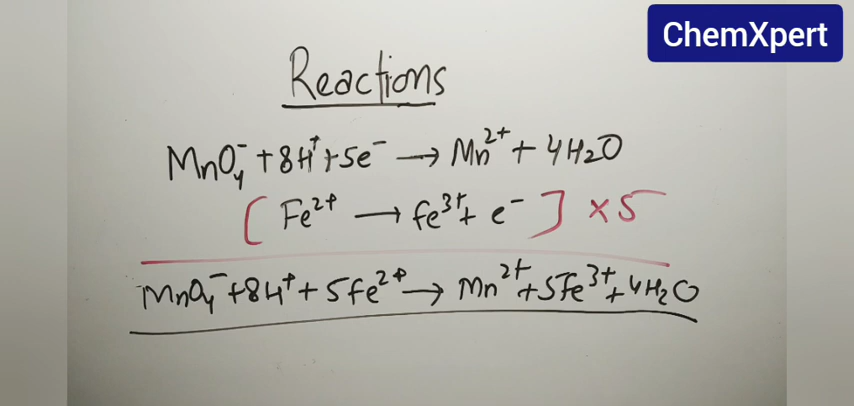 ChemXpert
Reactions
MnO₄⁻ + 8H⁺ + 5e⁻ → Mn²⁺ + 4H₂O
[ Fe²⁺ → fe³⁺ + e⁻ ] × 5
MnO₄⁻ + 8H⁺ + 5fe²⁺ → Mn²⁺ + 5Fe³⁺ + 4H₂O